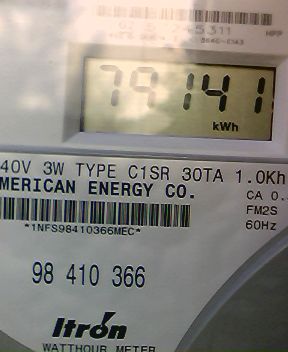 79141
kWh
40V 3W TYPE C1SR 30TA 1.0Kh
MERICAN ENERGY CO.
CA 0.
FM2S
60Hz
*1NFS98410366MEC*
98 410 366
Itrón
WATTHOUR METER